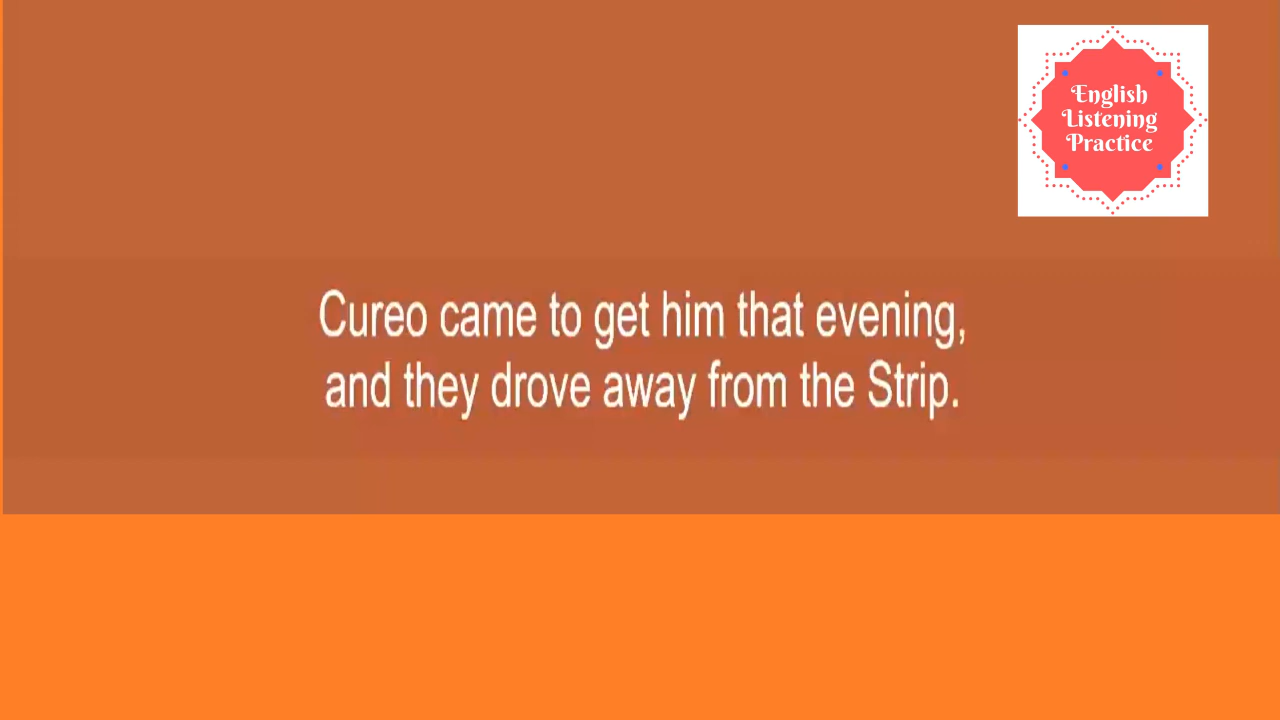 English
Listening
Practice
Cureo came to get him that evening,
and they drove away from the Strip.